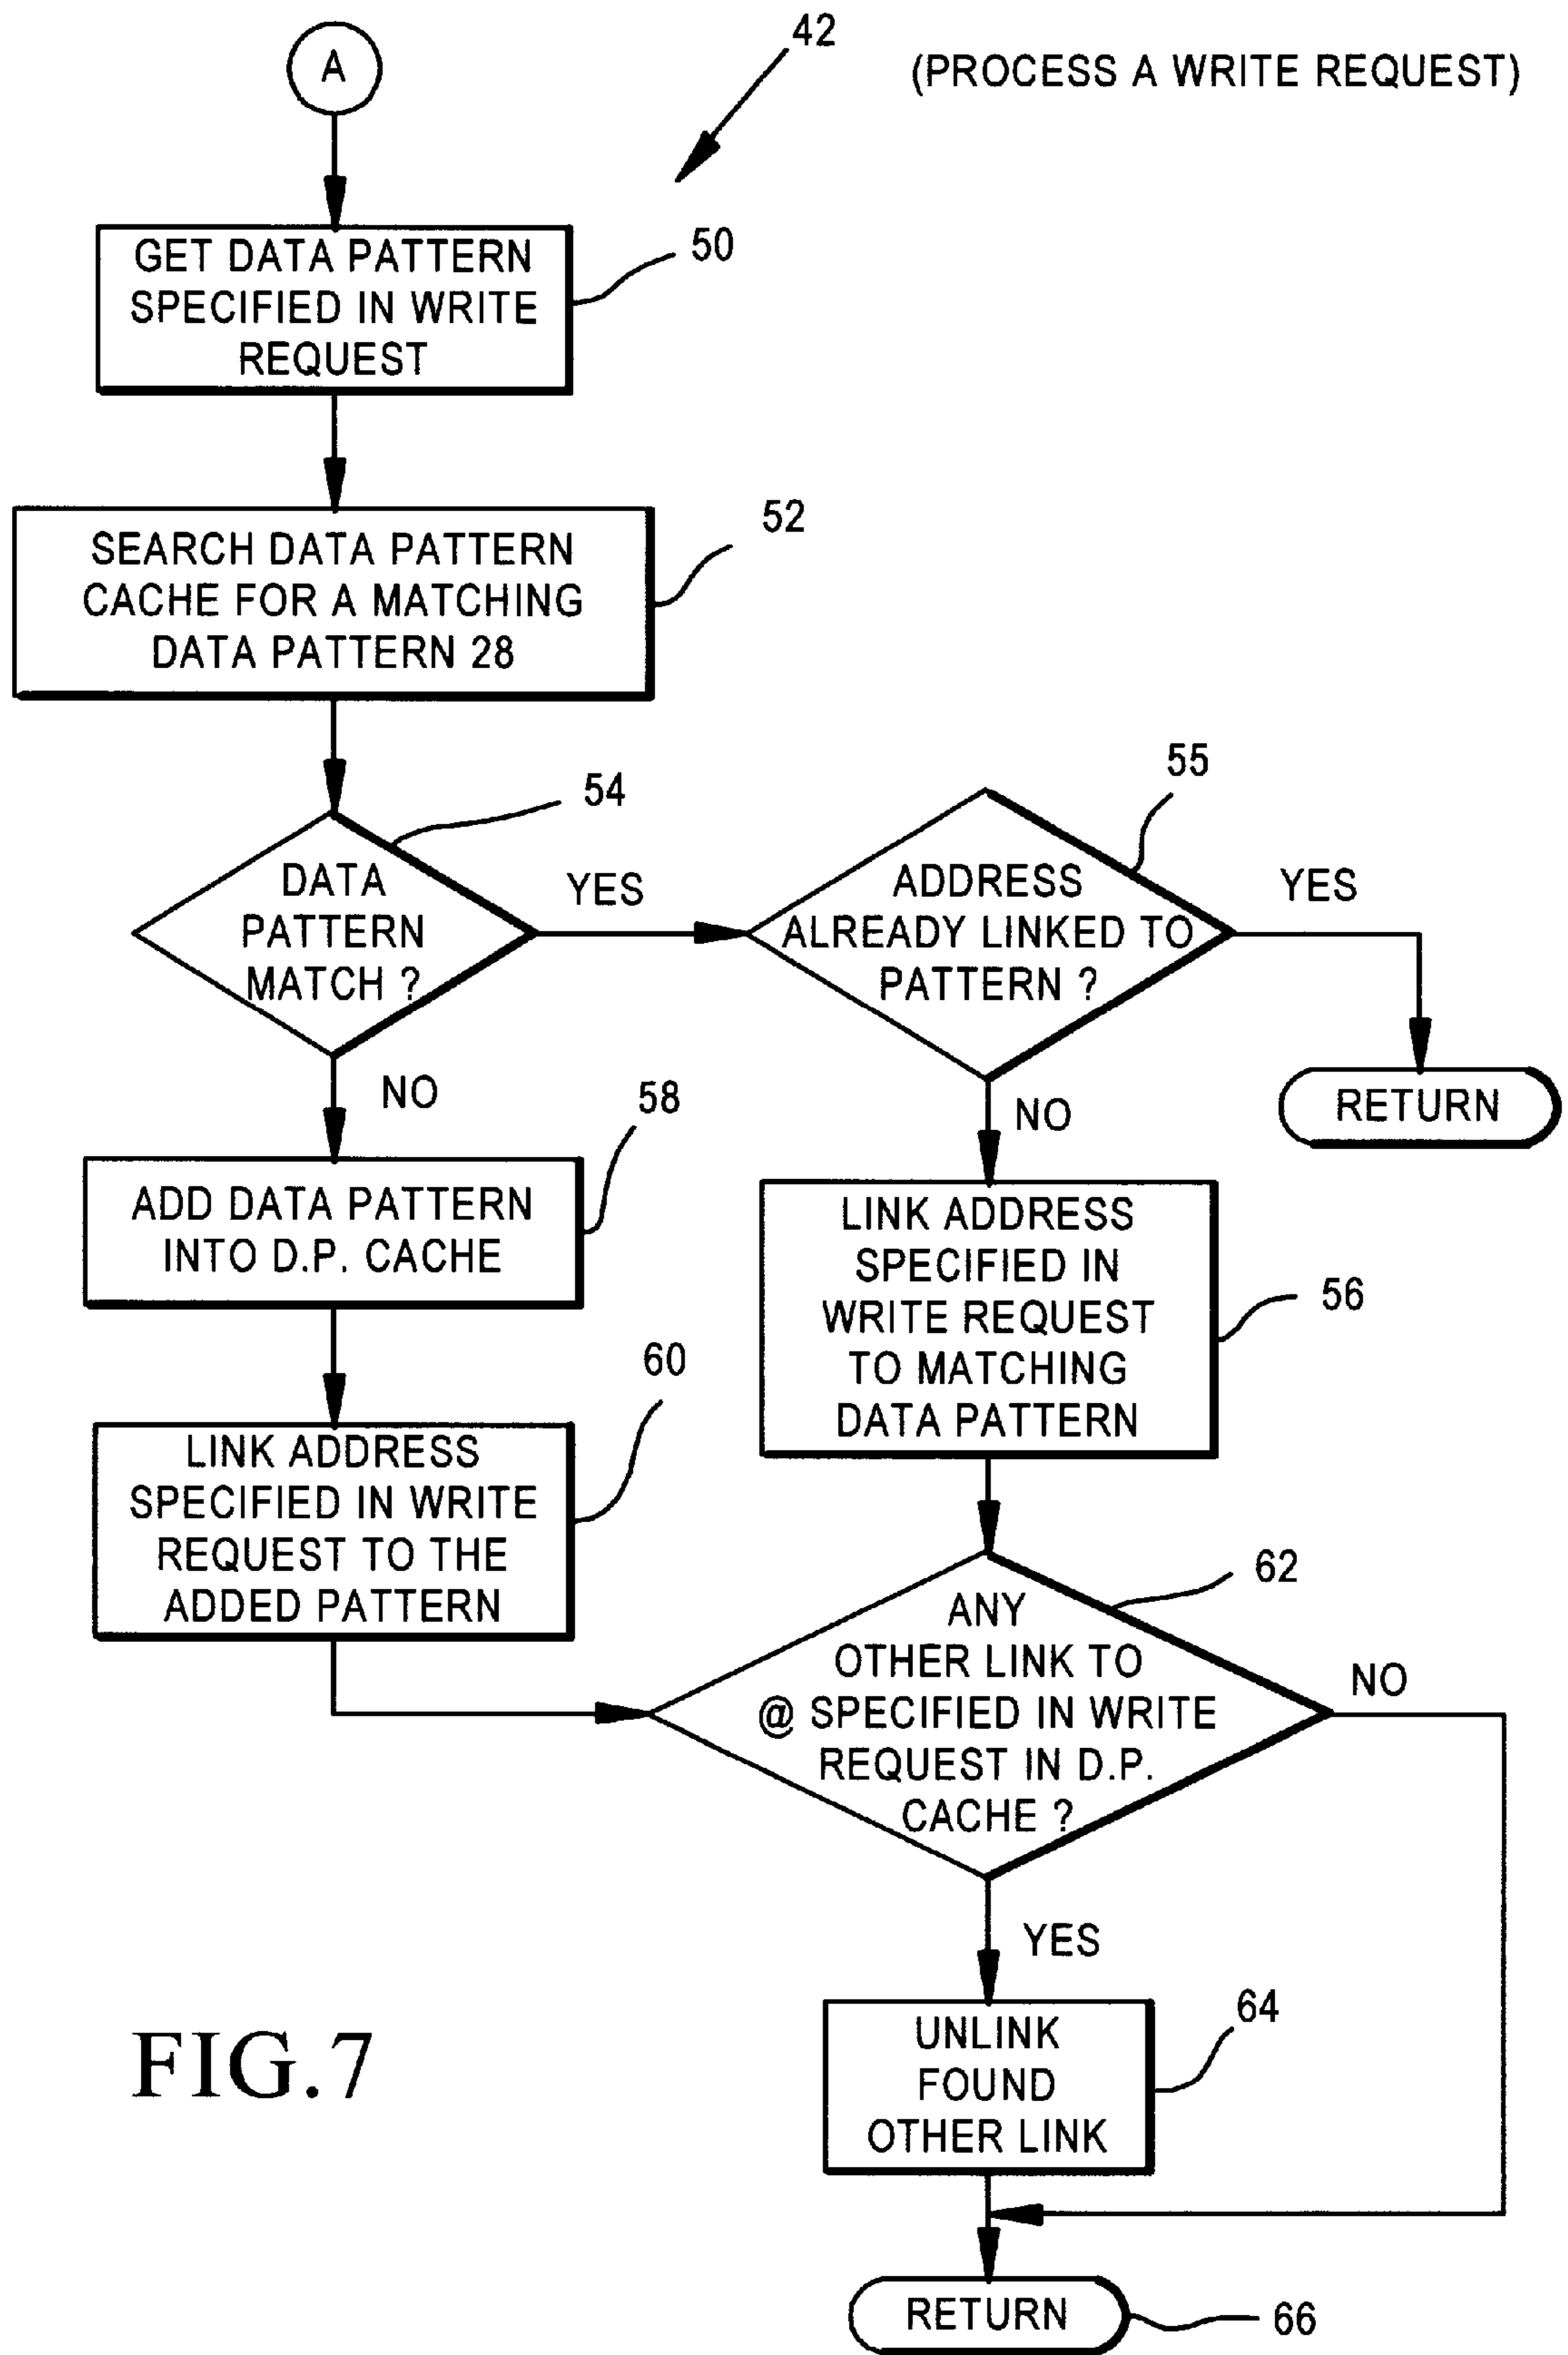 A
42
(PROCESS A WRITE REQUEST)
GET DATA PATTERN
SPECIFIED IN WRITE
REQUEST
50
SEARCH DATA PATTERN
CACHE FOR A MATCHING
DATA PATTERN 28
52
DATA
PATTERN
MATCH ?
54
YES
ADDRESS
ALREADY LINKED TO
PATTERN ?
55
YES
RETURN
NO
NO
ADD DATA PATTERN
INTO D.P. CACHE
58
LINK ADDRESS
SPECIFIED IN
WRITE REQUEST
TO MATCHING
DATA PATTERN
56
LINK ADDRESS
SPECIFIED IN WRITE
REQUEST TO THE
ADDED PATTERN
60
ANY
OTHER LINK TO
@ SPECIFIED IN WRITE
REQUEST IN D.P.
CACHE ?
62
NO
YES
UNLINK
FOUND
OTHER LINK
64
RETURN
66
FIG.7